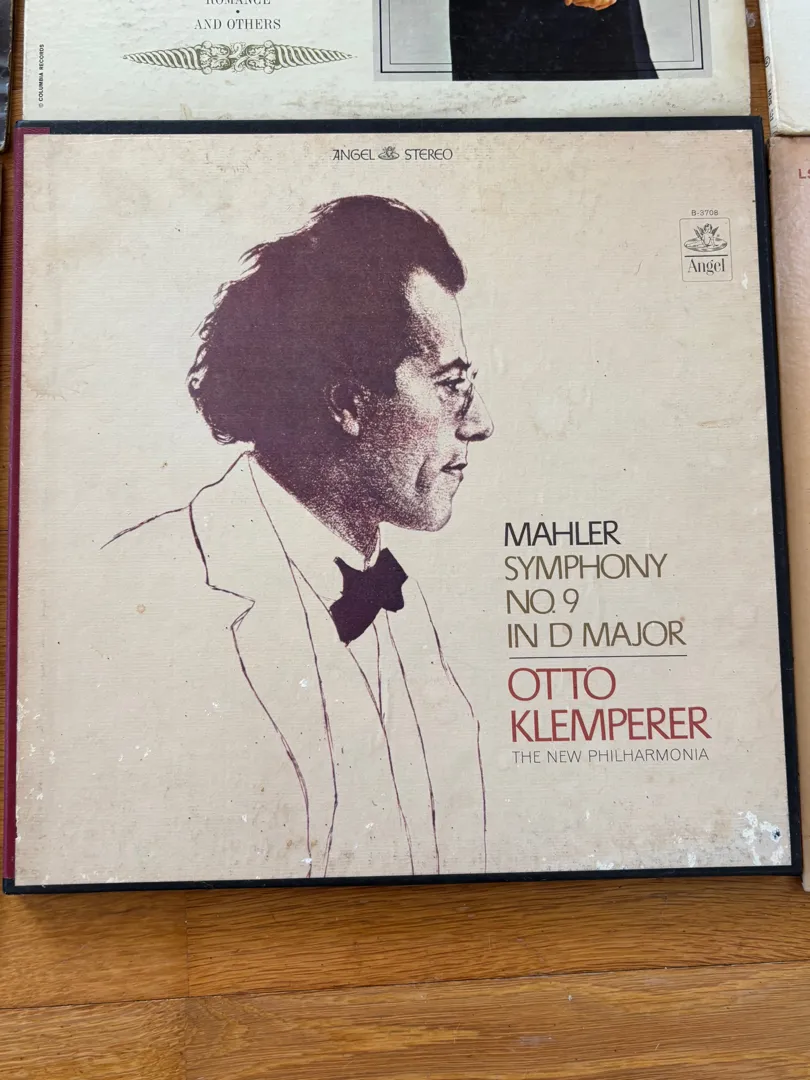 ROMANCE
•
AND OTHERS
© COLUMBIA RECORDS
ANGEL STEREO
B-3708
Angel
MAHLER
SYMPHONY
NO. 9
IN D MAJOR
OTTO
KLEMPERER
THE NEW PHILHARMONIA